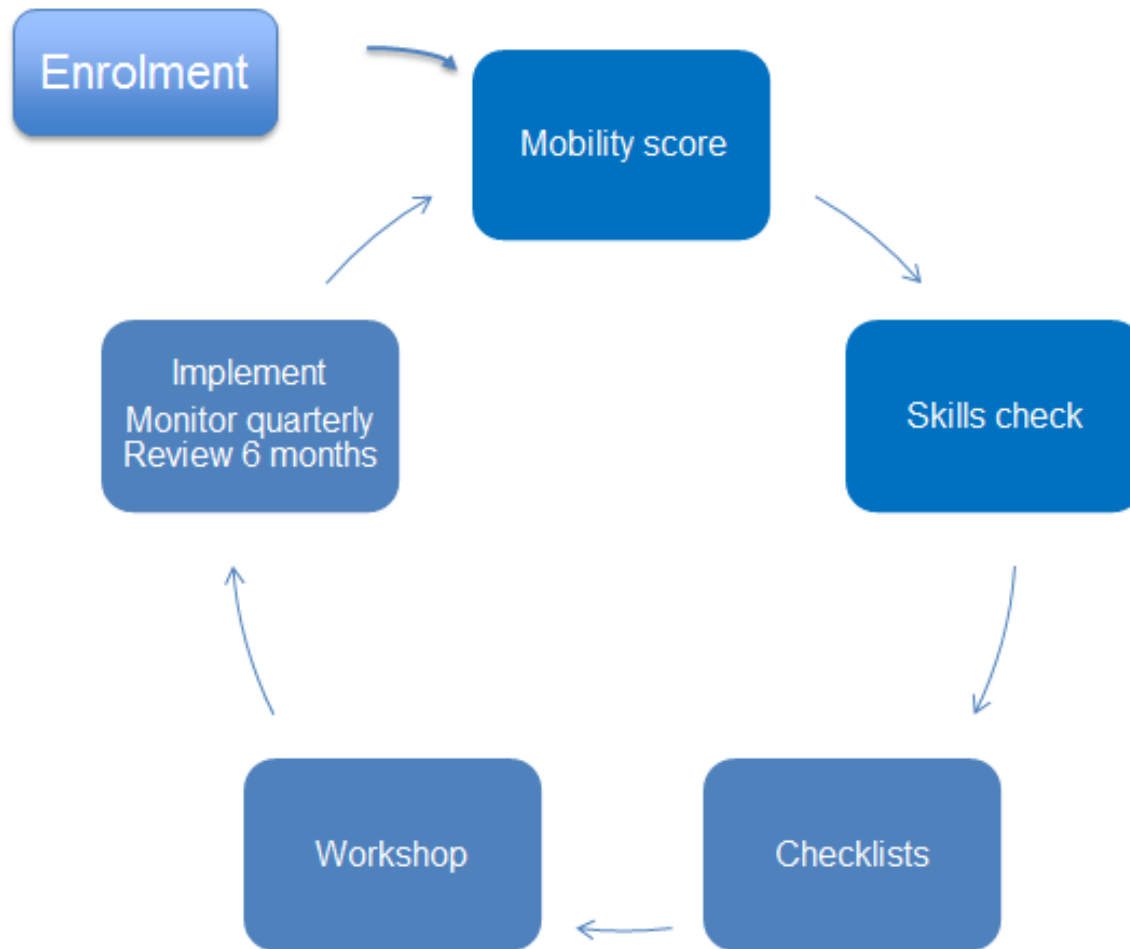 Enrolment
Mobility score
Skills check
Checklists
Workshop
Implement
Monitor quarterly
Review 6 months